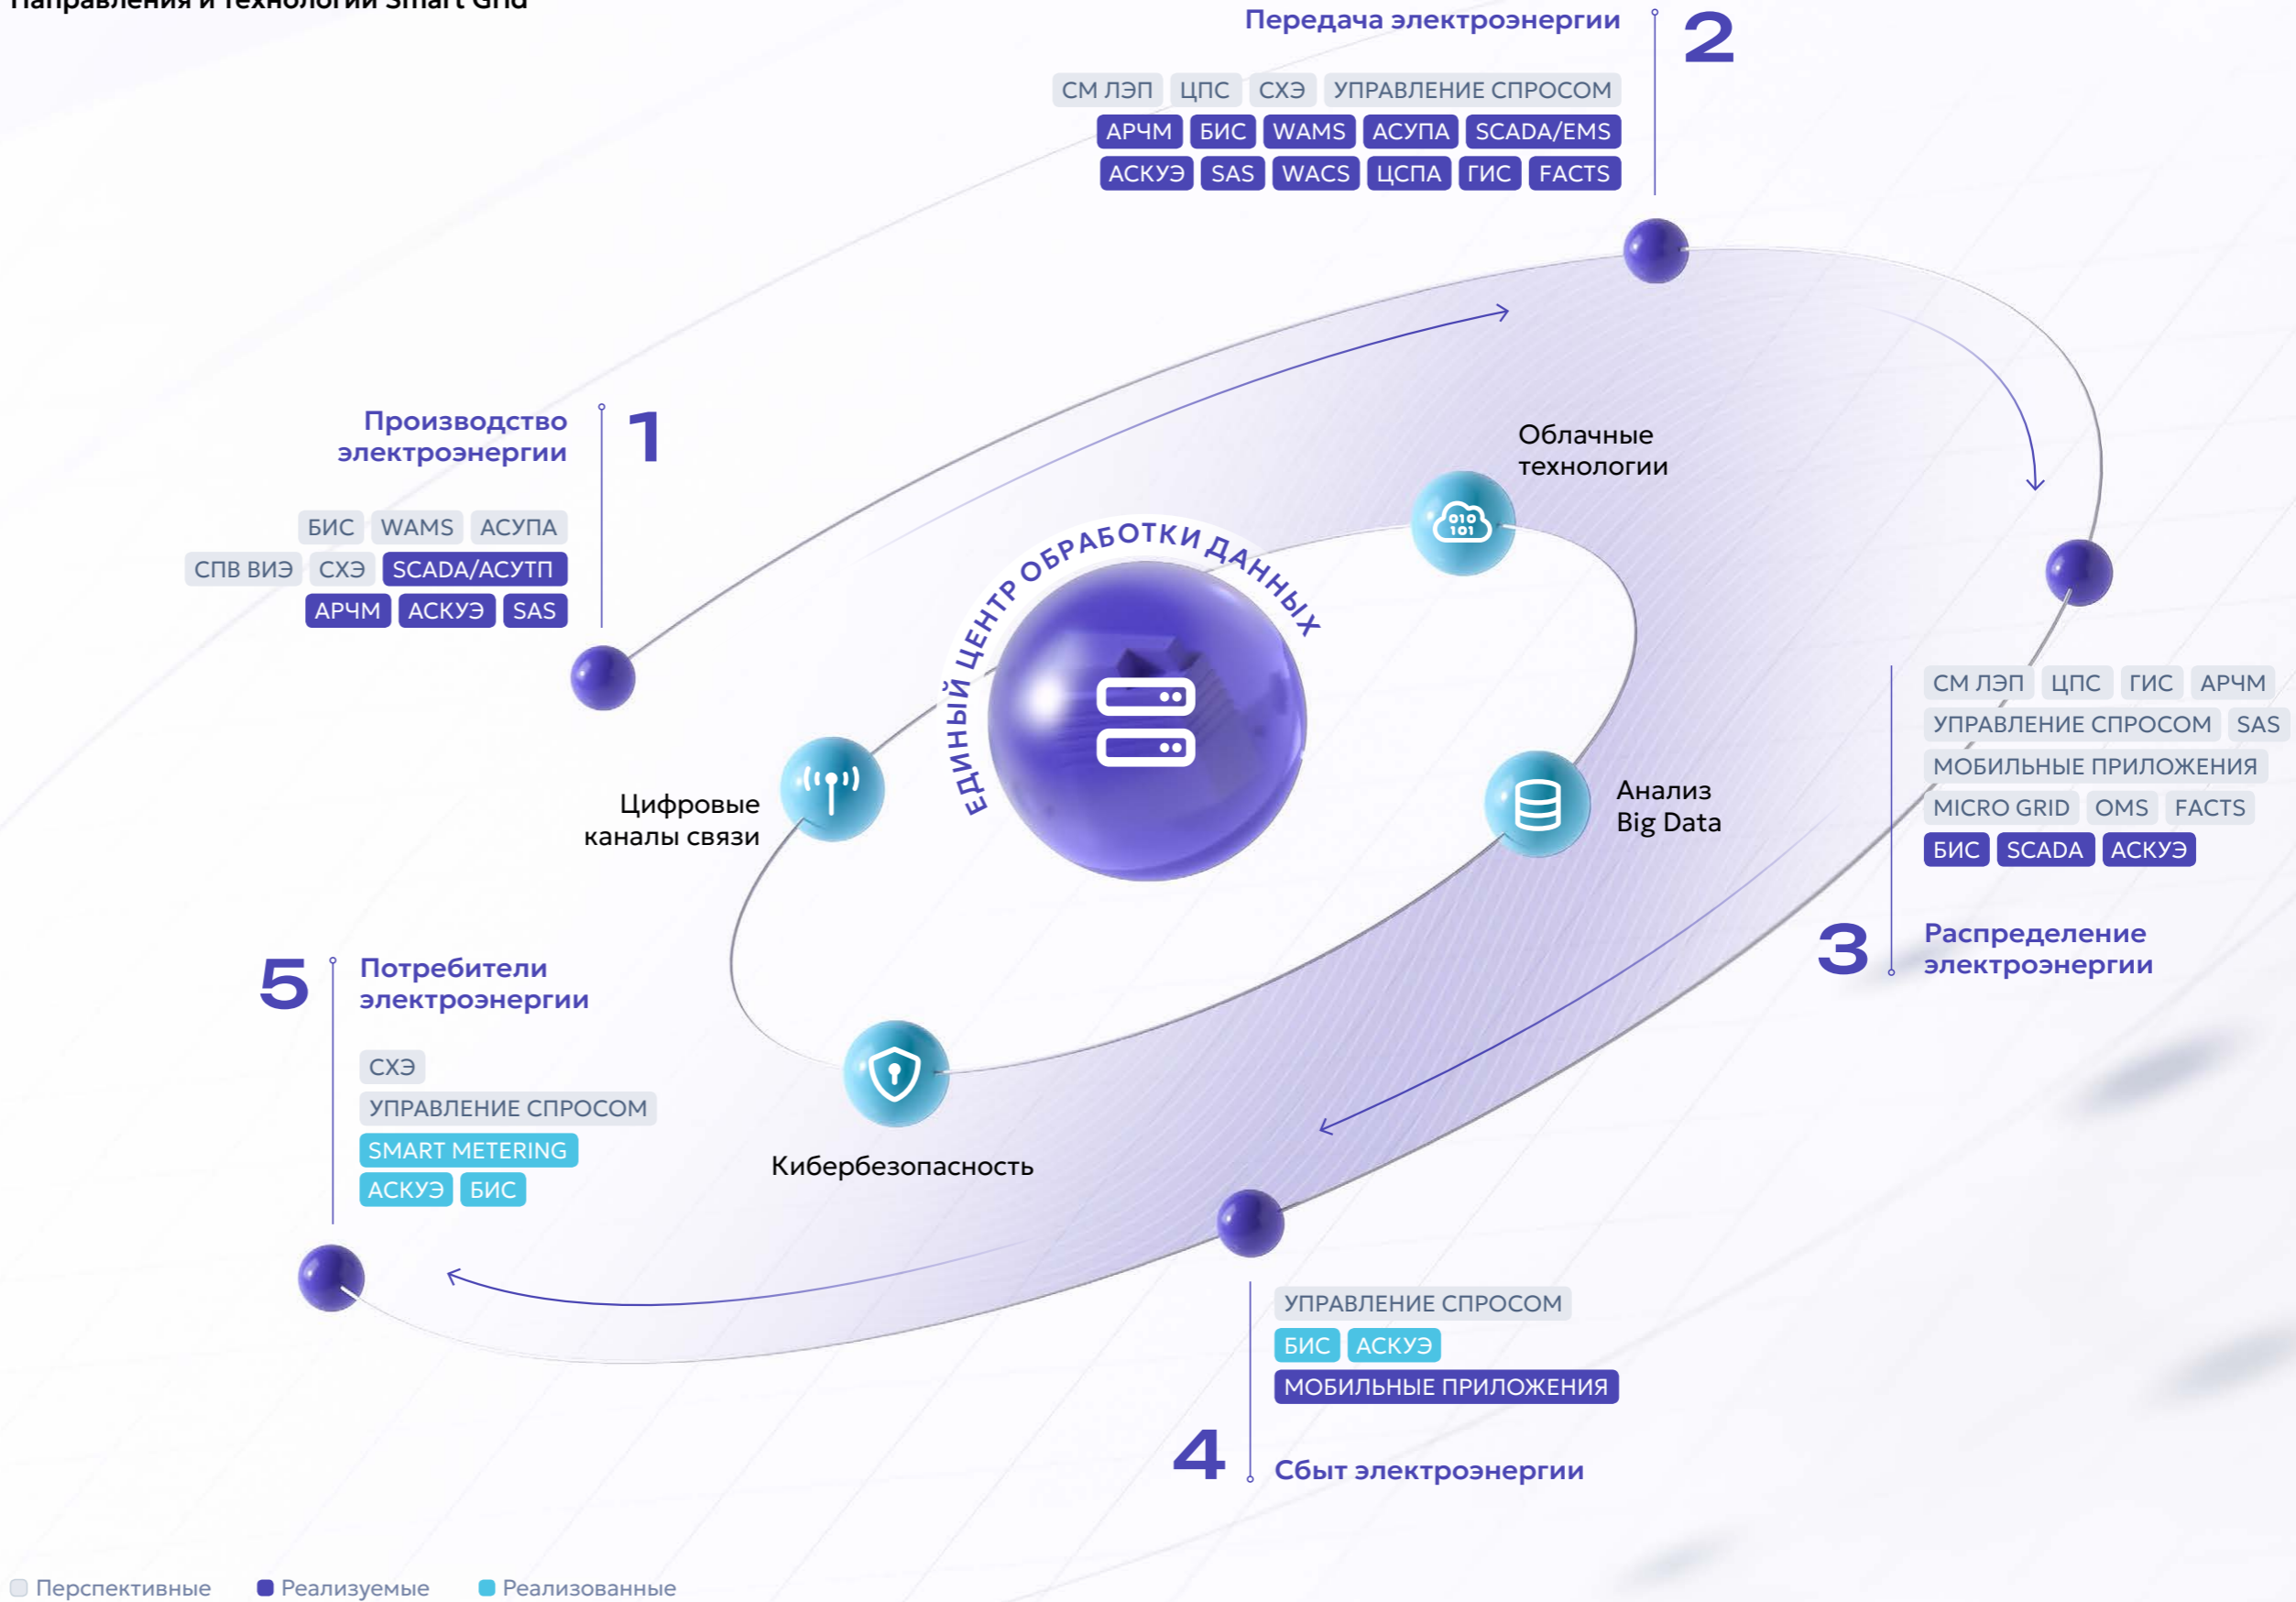 Направления и технологии Smart Grid
Передача электроэнергии
2
СМ ЛЭП ЦПС СХЭ УПРАВЛЕНИЕ СПРОСОМ
АРЧМ БИС WAMS АСУПА SCADA/EMS
АСКУЭ SAS WACS ЦСПА ГИС FACTS
Производство
электроэнергии
1
БИС WAMS АСУПА
СПВ ВИЭ СХЭ SCADA/АСУТП
АРЧМ АСКУЭ SAS
Облачные
технологии
010
101
ЕДИНЫЙ ЦЕНТР ОБРАБОТКИ ДАННЫХ
Цифровые
каналы связи
Анализ
Big Data
Кибербезопасность
СМ ЛЭП ЦПС ГИС АРЧМ
УПРАВЛЕНИЕ СПРОСОМ SAS
МОБИЛЬНЫЕ ПРИЛОЖЕНИЯ
MICRO GRID OMS FACTS
БИС SCADA АСКУЭ
3
Распределение
электроэнергии
5
Потребители
электроэнергии
СХЭ
УПРАВЛЕНИЕ СПРОСОМ
SMART METERING
АСКУЭ БИС
УПРАВЛЕНИЕ СПРОСОМ
БИС АСКУЭ
МОБИЛЬНЫЕ ПРИЛОЖЕНИЯ
4
Сбыт электроэнергии
Перспективные Реализуемые Реализованные